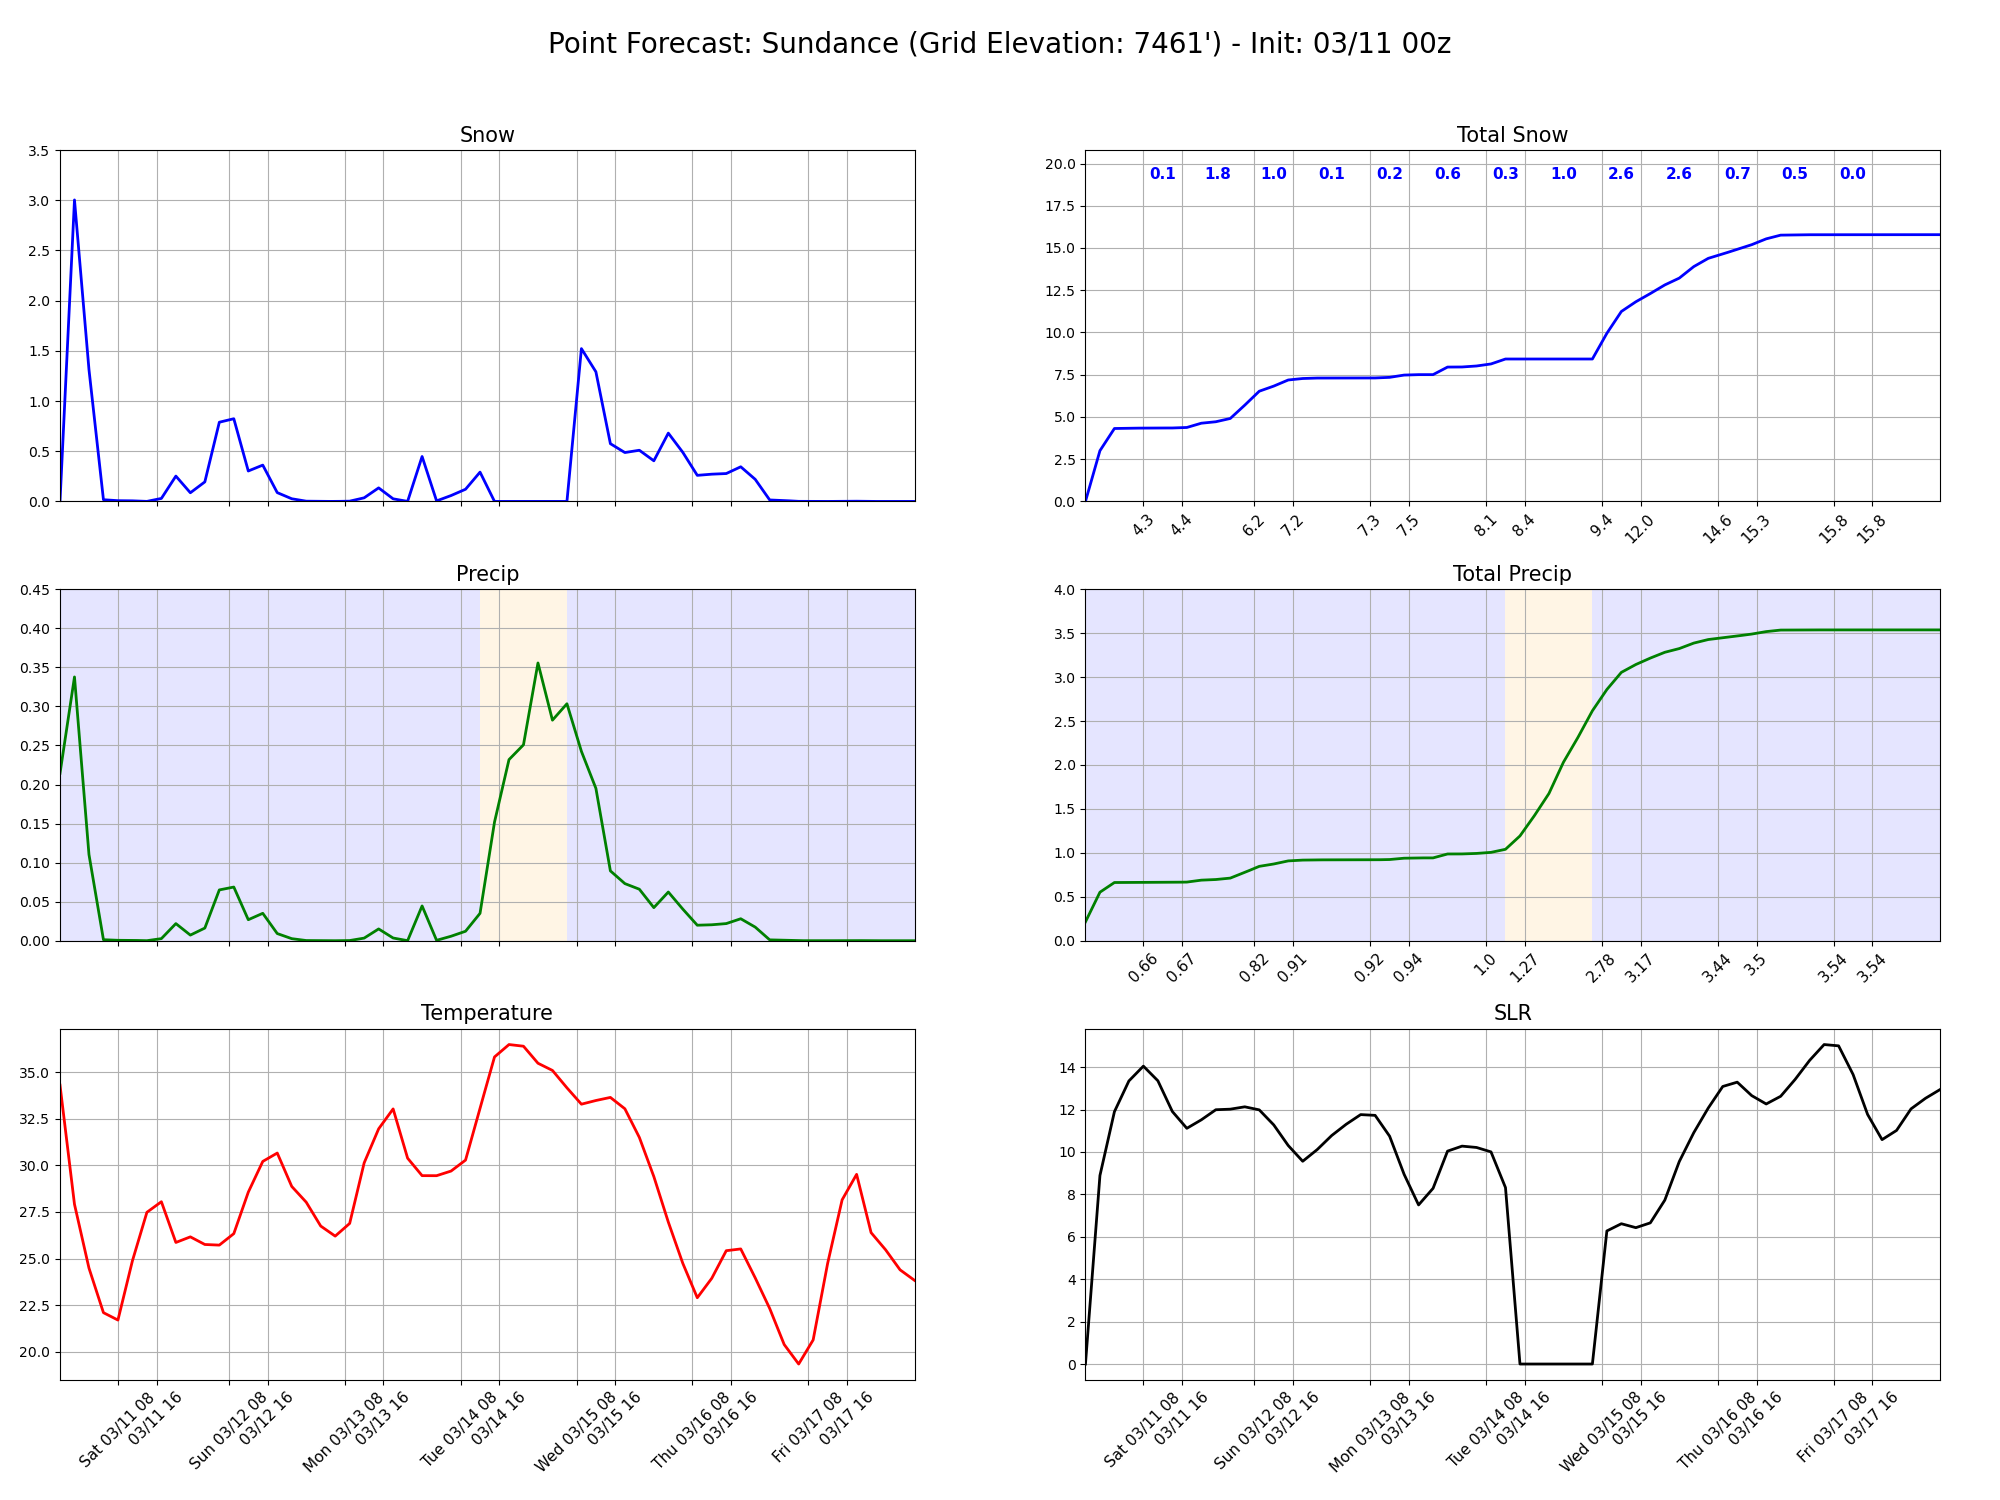 Point Forecast: Sundance (Grid Elevation: 7461') - Init: 03/11 00z
Snow
3.5
3.0
2.5
2.0
1.5
1.0
0.5
0.0
Total Snow
20.0
17.5
15.0
12.5
10.0
7.5
5.0
2.5
0.0
0.1 1.8 1.0 0.1 0.2 0.6 0.3 1.0 2.6 2.6 0.7 0.5 0.0
4.3 4.4 6.2 7.2 7.3 7.5 8.1 8.4 9.4 12.0 14.6 15.3 15.8 15.8
Precip
0.45
0.40
0.35
0.30
0.25
0.20
0.15
0.10
0.05
0.00
Total Precip
4.0
3.5
3.0
2.5
2.0
1.5
1.0
0.5
0.0
0.66 0.67 0.82 0.91 0.92 0.94 1.0 1.27 2.78 3.17 3.44 3.5 3.54 3.54
Temperature
35.0
32.5
30.0
27.5
25.0
22.5
20.0
Sat 03/11 08
03/11 16
Sun 03/12 08
03/12 16
Mon 03/13 08
03/13 16
Tue 03/14 08
03/14 16
Wed 03/15 08
03/15 16
Thu 03/16 08
03/16 16
Fri 03/17 08
03/17 16
SLR
14
12
10
8
6
4
2
0
Sat 03/11 08
03/11 16
Sun 03/12 08
03/12 16
Mon 03/13 08
03/13 16
Tue 03/14 08
03/14 16
Wed 03/15 08
03/15 16
Thu 03/16 08
03/16 16
Fri 03/17 08
03/17 16